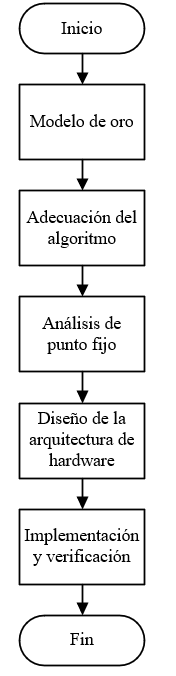 Inicio
Modelo de oro
Adecuación del
algoritmo
Análisis de
punto fijo
Diseño de la
arquitectura de
hardware
Implementación
y verificación
Fin